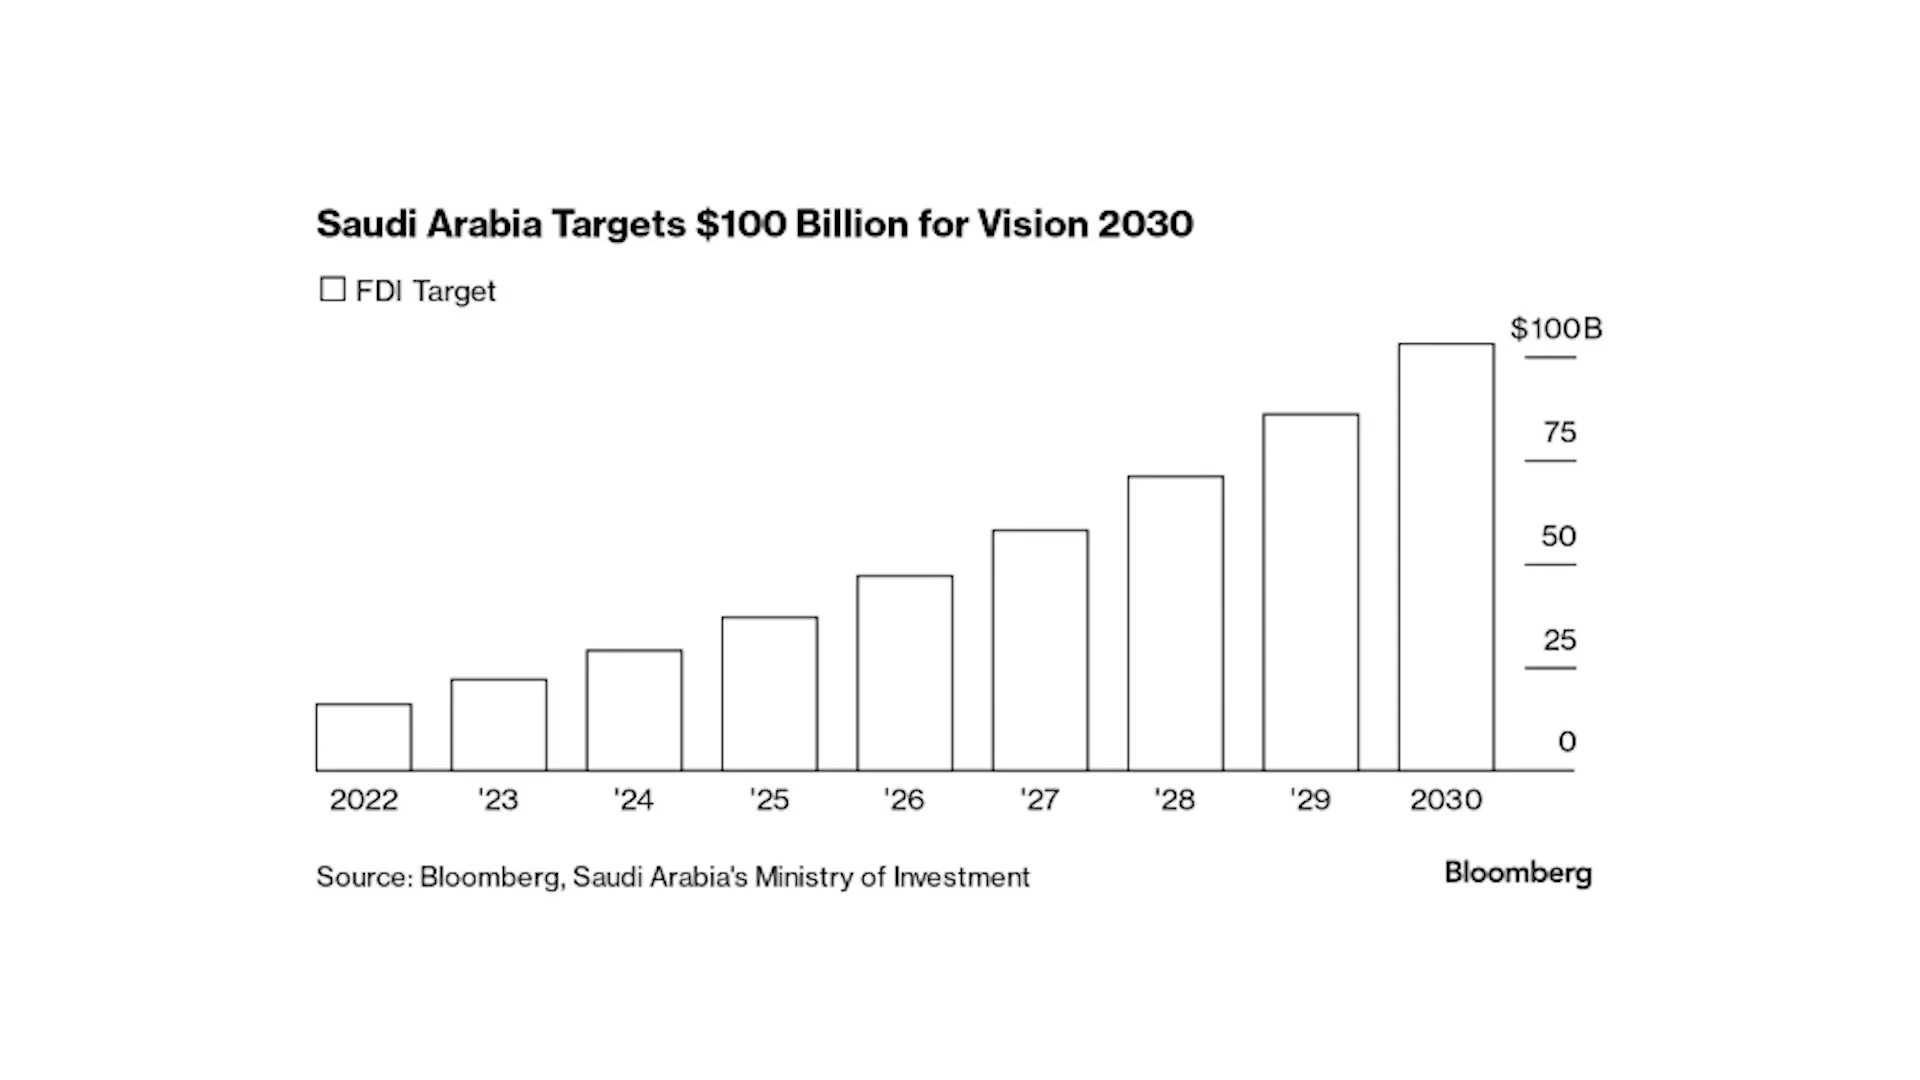 Saudi Arabia Targets $100 Billion for Vision 2030
FDI Target
$100B
75
50
25
0
2022 '23 '24 '25 '26 '27 '28 '29 2030
Source: Bloomberg, Saudi Arabia's Ministry of Investment
Bloomberg